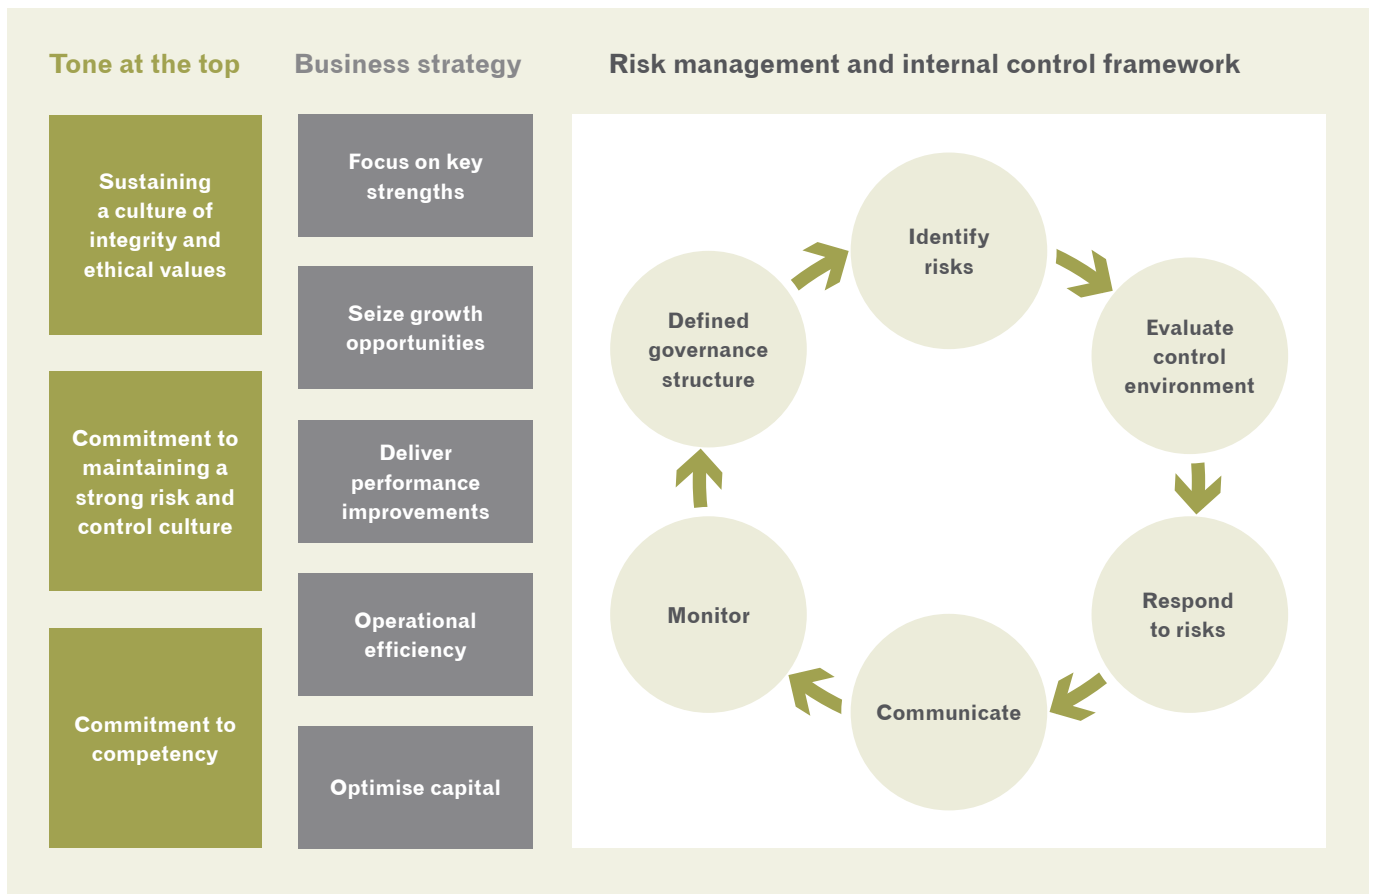 Tone at the top
Business strategy
Risk management and internal control framework
Sustaining
a culture of
integrity and
ethical values
Commitment to
maintaining a
strong risk and
control culture
Commitment to
competency
Focus on key
strengths
Seize growth
opportunities
Deliver
performance
improvements
Operational
efficiency
Optimise capital
Identify
risks
Evaluate
control
environment
Respond
to risks
Communicate
Monitor
Defined
governance
structure